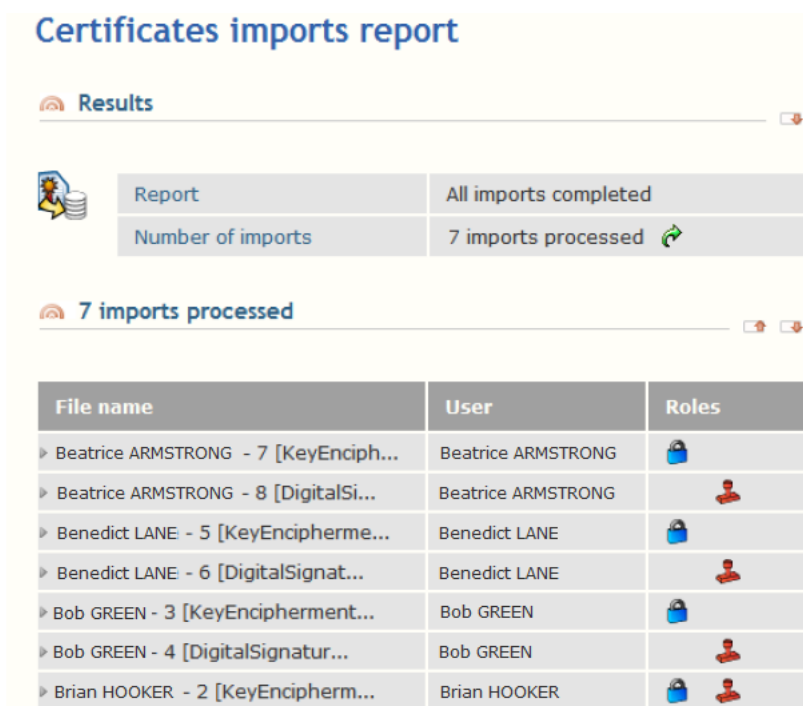 Certificates imports report
Results
Report All imports completed
Number of imports 7 imports processed
7 imports processed
File name User Roles
Beatrice ARMSTRONG - 7 [KeyEnciph... Beatrice ARMSTRONG
Beatrice ARMSTRONG - 8 [DigitalSi... Beatrice ARMSTRONG
Benedict LANE - 5 [KeyEncipherme... Benedict LANE
Benedict LANE - 6 [DigitalSignat... Benedict LANE
Bob GREEN - 3 [KeyEncipherment... Bob GREEN
Bob GREEN - 4 [DigitalSignatur... Bob GREEN
Brian HOOKER - 2 [KeyEncipherm... Brian HOOKER